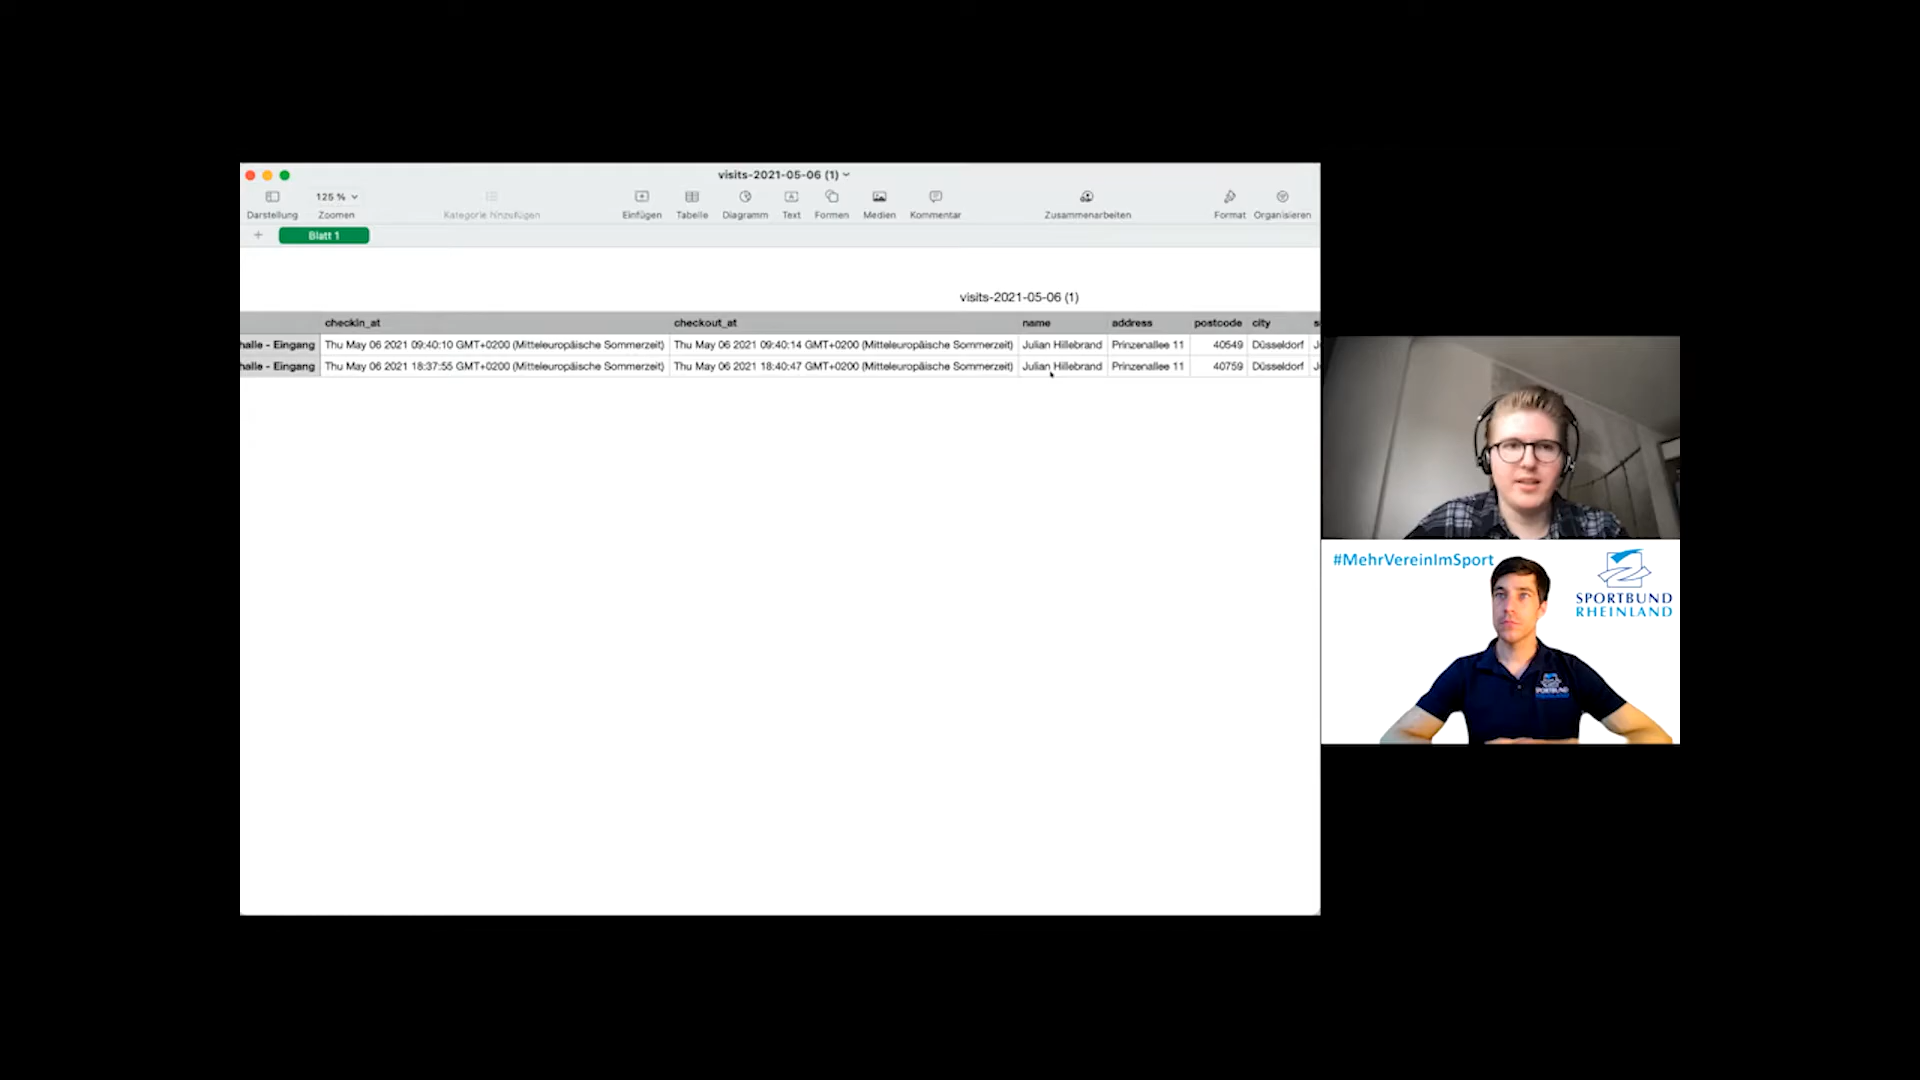 visits-2021-05-06 (1)
125 %
Darstellung Zoomen Kategorie hinzufügen Einfügen Tabelle Diagramm Text Formen Medien Kommentar Zusammenarbeiten Format Organisieren
+ Blatt 1
visits-2021-05-06 (1)
checkin_at checkout_at name address postcode city
halle - Eingang Thu May 06 2021 09:40:10 GMT+0200 (Mitteleuropäische Sommerzeit) Thu May 06 2021 09:40:14 GMT+0200 (Mitteleuropäische Sommerzeit) Julian Hillebrand Prinzenallee 11 40549 Düsseldorf
halle - Eingang Thu May 06 2021 18:37:55 GMT+0200 (Mitteleuropäische Sommerzeit) Thu May 06 2021 18:40:47 GMT+0200 (Mitteleuropäische Sommerzeit) Julian Hillebrand Prinzenallee 11 40759 Düsseldorf
#MehrVereinImSport
SPORTBUND
RHEINLAND
SPORTBUND
RHEINLAND